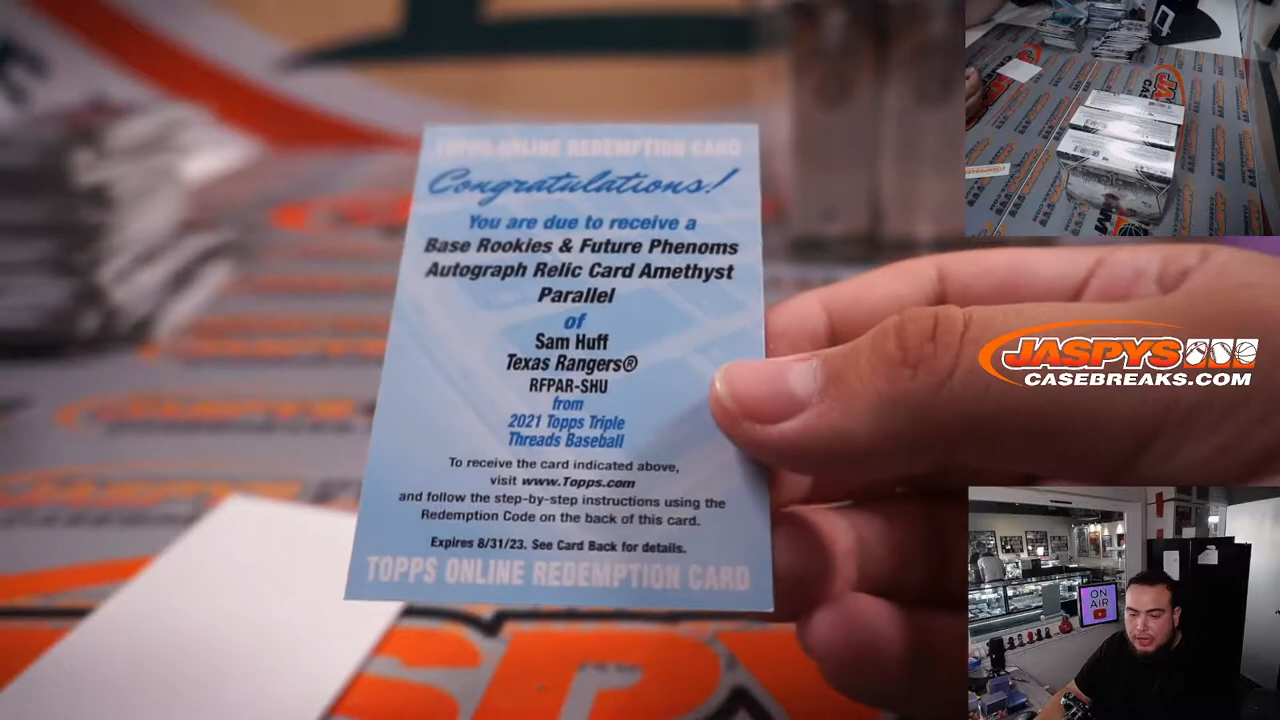 TOPPS ONLINE REDEMPTION CARD
Congratulations!
You are due to receive a
Base Rookies & Future Phenoms
Autograph Relic Card Amethyst
Parallel
of
Sam Huff
Texas Rangers®
RFPAR-SHU
from
2021 Topps Triple
Threads Baseball
To receive the card indicated above,
visit www.Topps.com
and follow the step-by-step instructions using the
Redemption Code on the back of this card.
Expires 8/31/23. See Card Back for details.
TOPPS ONLINE REDEMPTION CARD
JASPYS
CASEBREAKS.COM
ON
AIR